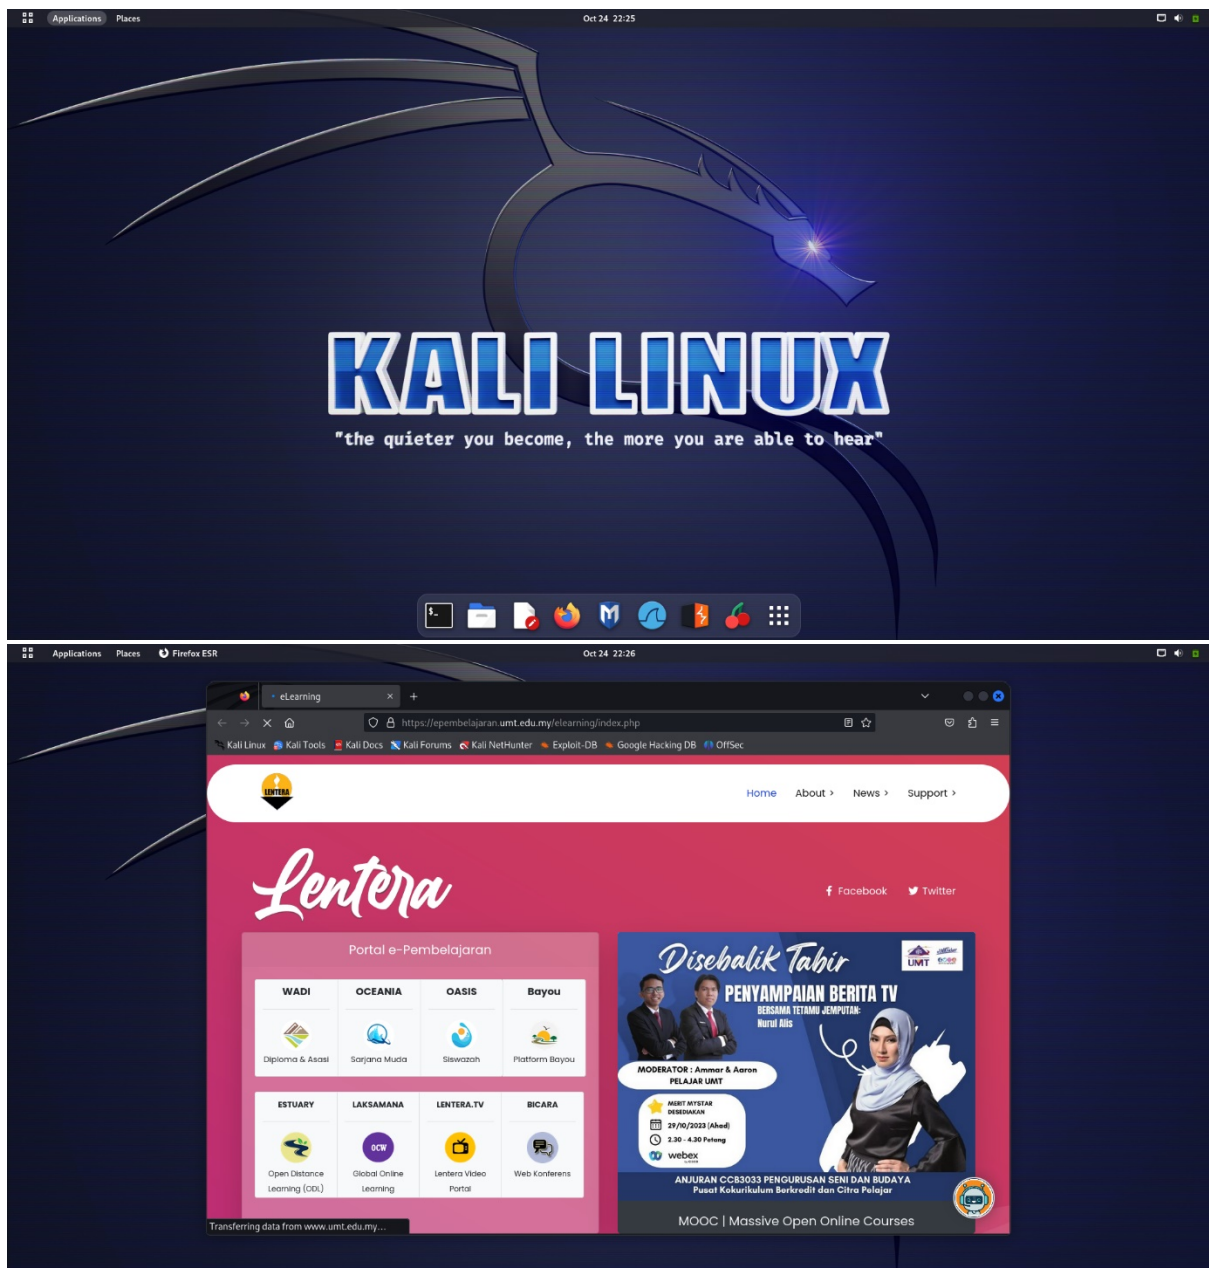 Applications Places Oct 24 22:25
KALI LINUX
"the quieter you become, the more you are able to hear"
$_
Applications Places Firefox ESR Oct 24 22:26
eLearning
https://epembelajaran.umt.edu.my/elearning/index.php
Kali Linux Kali Tools Kali Docs Kali Forums Kali NetHunter Exploit-DB Google Hacking DB OffSec
LENTERA
Home About > News > Support >
Lentera
Facebook Twitter
Portal e-Pembelajaran
WADI OCEANIA OASIS Bayou
Diploma & Asasi Sarjana Muda Siswazah Platform Bayou
ESTUARY LAKSAMANA LENTERA.TV BICARA
OCW
Open Distance Learning (ODL)
Global Online Learning
Lentera Video Portal
Web Konferens
Disebalik Tabir
UMT
PENYAMPAIAN BERITA TV
BERSAMA TETAMU JEMPUTAN:
Nurul Alis
MODERATOR : Ammar & Aaron
PELAJAR UMT
MERIT MYSTAR
DISEDIAKAN
29/10/2023 (Ahad)
2.30 - 4.30 Petang
webex
ANJURAN CCB3033 PENGURUSAN SENI DAN BUDAYA
Pusat Kokurikulum Berkredit dan Citra Pelajar
MOOC | Massive Open Online Courses
Transferring data from www.umt.edu.my...